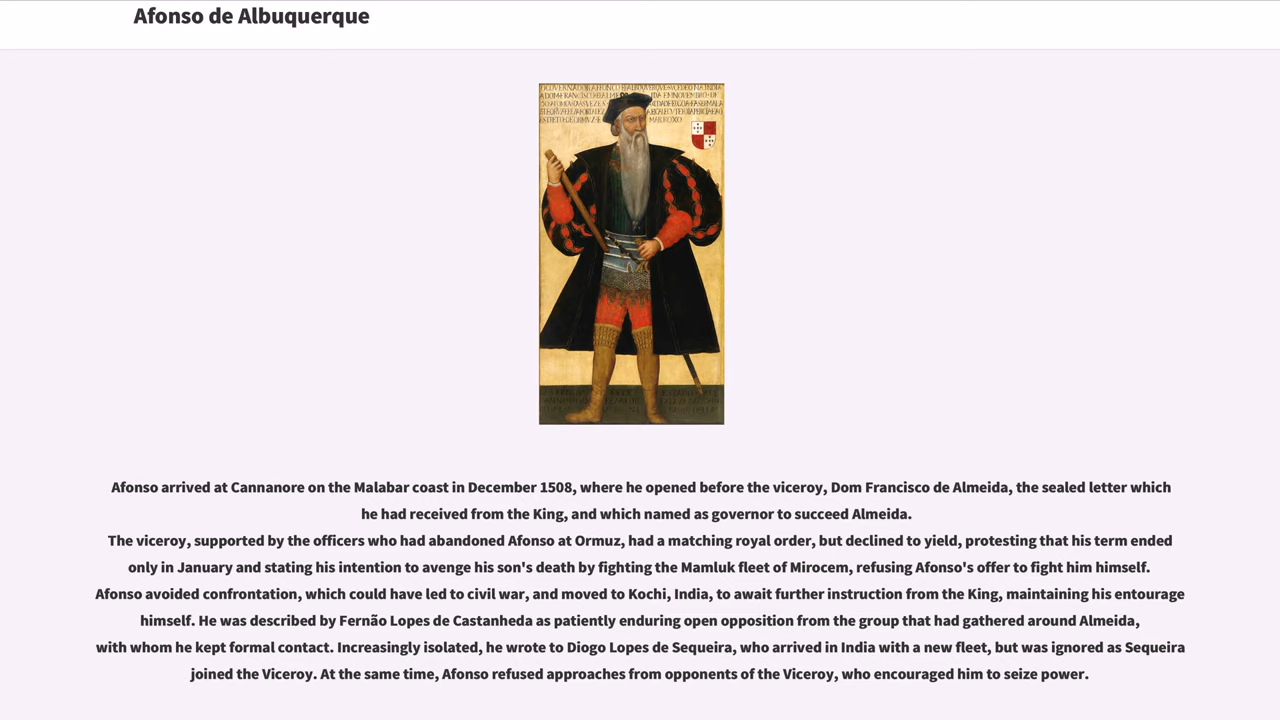 Afonso de Albuquerque
Afonso arrived at Cannanore on the Malabar coast in December 1508, where he opened before the viceroy, Dom Francisco de Almeida, the sealed letter which
he had received from the King, and which named as governor to succeed Almeida.
The viceroy, supported by the officers who had abandoned Afonso at Ormuz, had a matching royal order, but declined to yield, protesting that his term ended
only in January and stating his intention to avenge his son's death by fighting the Mamluk fleet of Mirocem, refusing Afonso's offer to fight him himself.
Afonso avoided confrontation, which could have led to civil war, and moved to Kochi, India, to await further instruction from the King, maintaining his entourage
himself. He was described by Fernão Lopes de Castanheda as patiently enduring open opposition from the group that had gathered around Almeida,
with whom he kept formal contact. Increasingly isolated, he wrote to Diogo Lopes de Sequeira, who arrived in India with a new fleet, but was ignored as Sequeira
joined the Viceroy. At the same time, Afonso refused approaches from opponents of the Viceroy, who encouraged him to seize power.